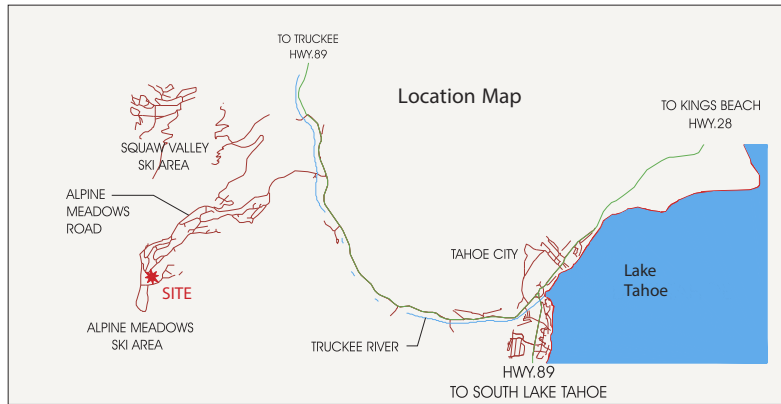 TO TRUCKEE
HWY.89
Location Map
TO KINGS BEACH
HWY.28
SQUAW VALLEY
SKI AREA
ALPINE
MEADOWS
ROAD
TAHOE CITY
Lake
Tahoe
SITE
ALPINE MEADOWS
SKI AREA
TRUCKEE RIVER
HWY.89
TO SOUTH LAKE TAHOE